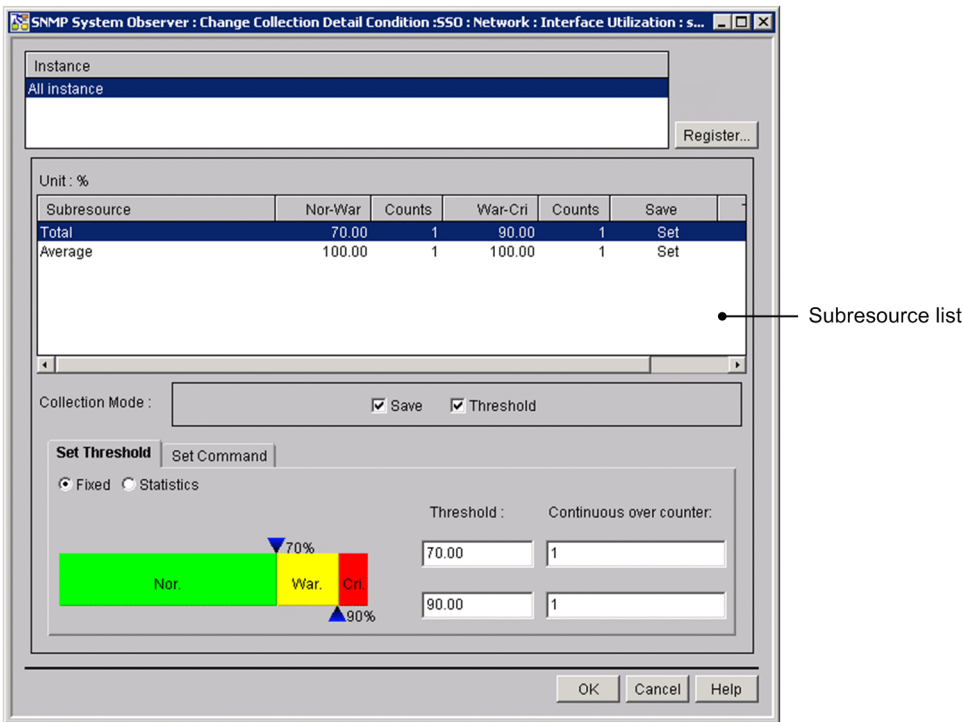 SNMP System Observer : Change Collection Detail Condition :SSO : Network : Interface Utilization : s...
Instance
All instance
Register...
Unit : %
Subresource Nor-War Counts War-Cri Counts Save
Total 70.00 1 90.00 1 Set
Average 100.00 1 100.00 1 Set
Subresource list
Collection Mode : Save Threshold
Set Threshold Set Command
Fixed Statistics
Threshold : Continuous over counter:
70%
70.00 1
Nor. War. Cri.
90.00 1
90%
OK Cancel Help